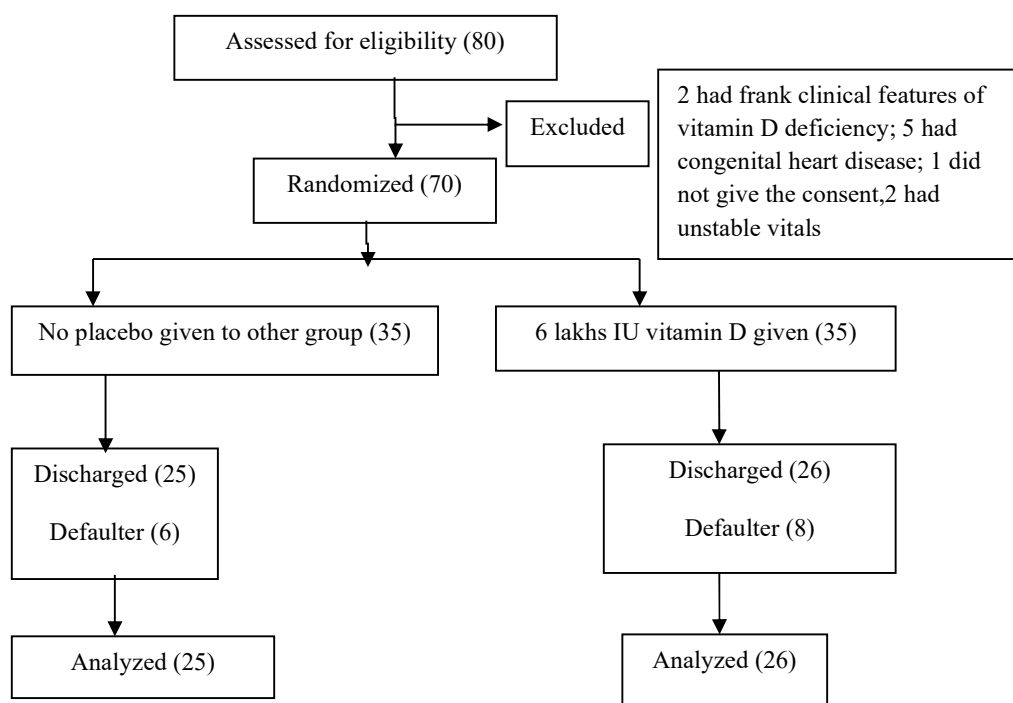 Assessed for eligibility (80)
Excluded
2 had frank clinical features of
vitamin D deficiency; 5 had
congenital heart disease; 1 did
not give the consent,2 had
unstable vitals
Randomized (70)
No placebo given to other group (35)
6 lakhs IU vitamin D given (35)
Discharged (25)
Defaulter (6)
Discharged (26)
Defaulter (8)
Analyzed (25)
Analyzed (26)